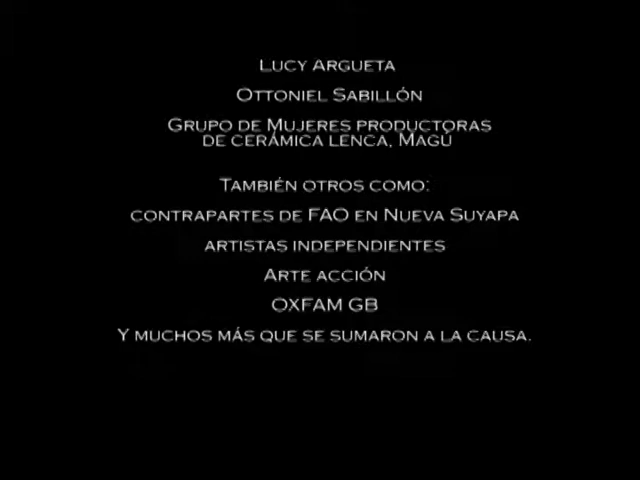 Lucy Argueta
Ottoniel Sabillón
Grupo de Mujeres productoras
de cerámica lenca, Magú
También otros como:
contrapartes de FAO en Nueva Suyapa
artistas independientes
Arte acción
OXFAM GB
Y muchos más que se sumaron a la causa.